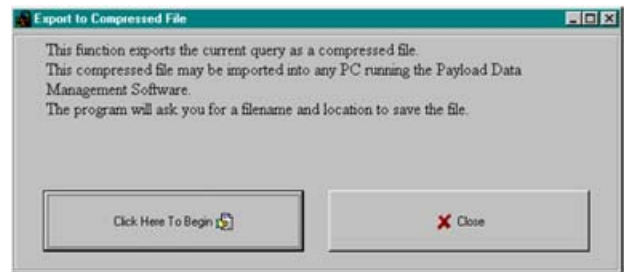 Export to Compressed File
This function exports the current query as a compressed file.
This compressed file may be imported into any PC running the Payload Data
Management Software.
The program will ask you for a filename and location to save the file.
Click Here To Begin
Close